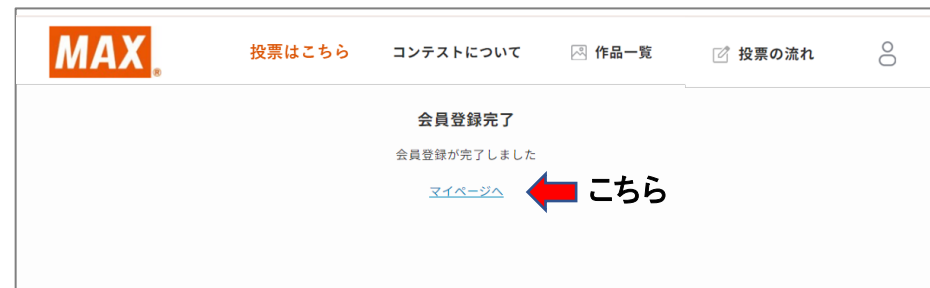 MAX®
投票はこちら コンテストについて 作品一覧 投票の流れ
会員登録完了
会員登録が完了しました
マイページへ こちら